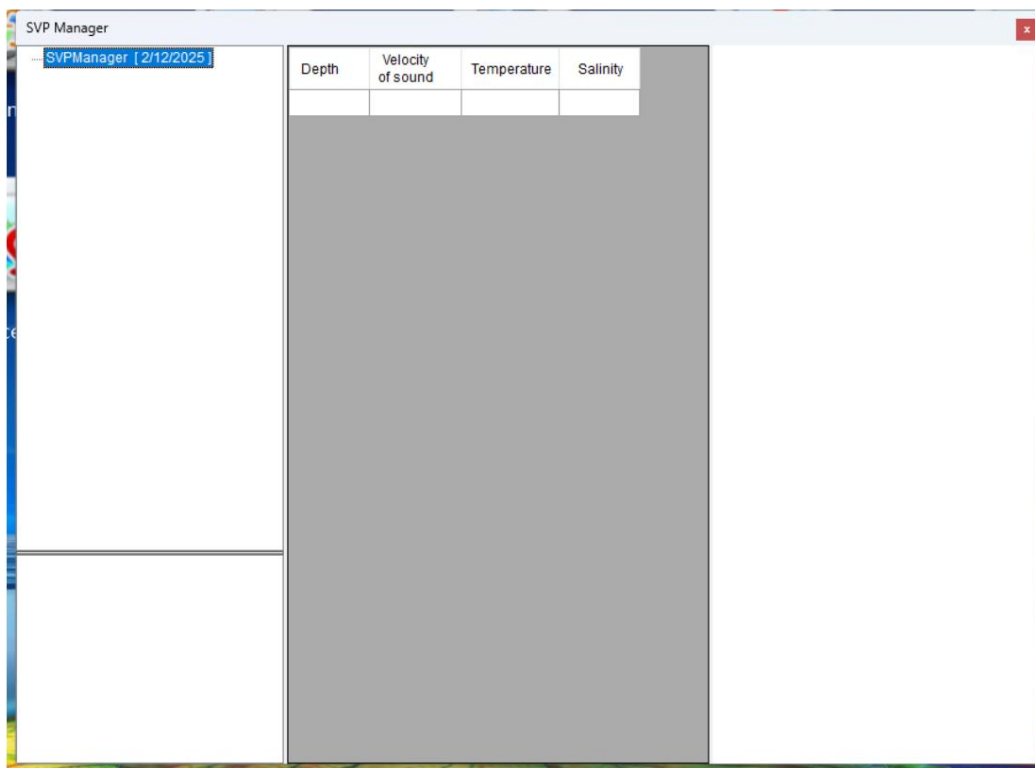 SVP Manager
x
SVPManager [ 2/12/2025 ]
Depth
Velocity
of sound
Temperature
Salinity